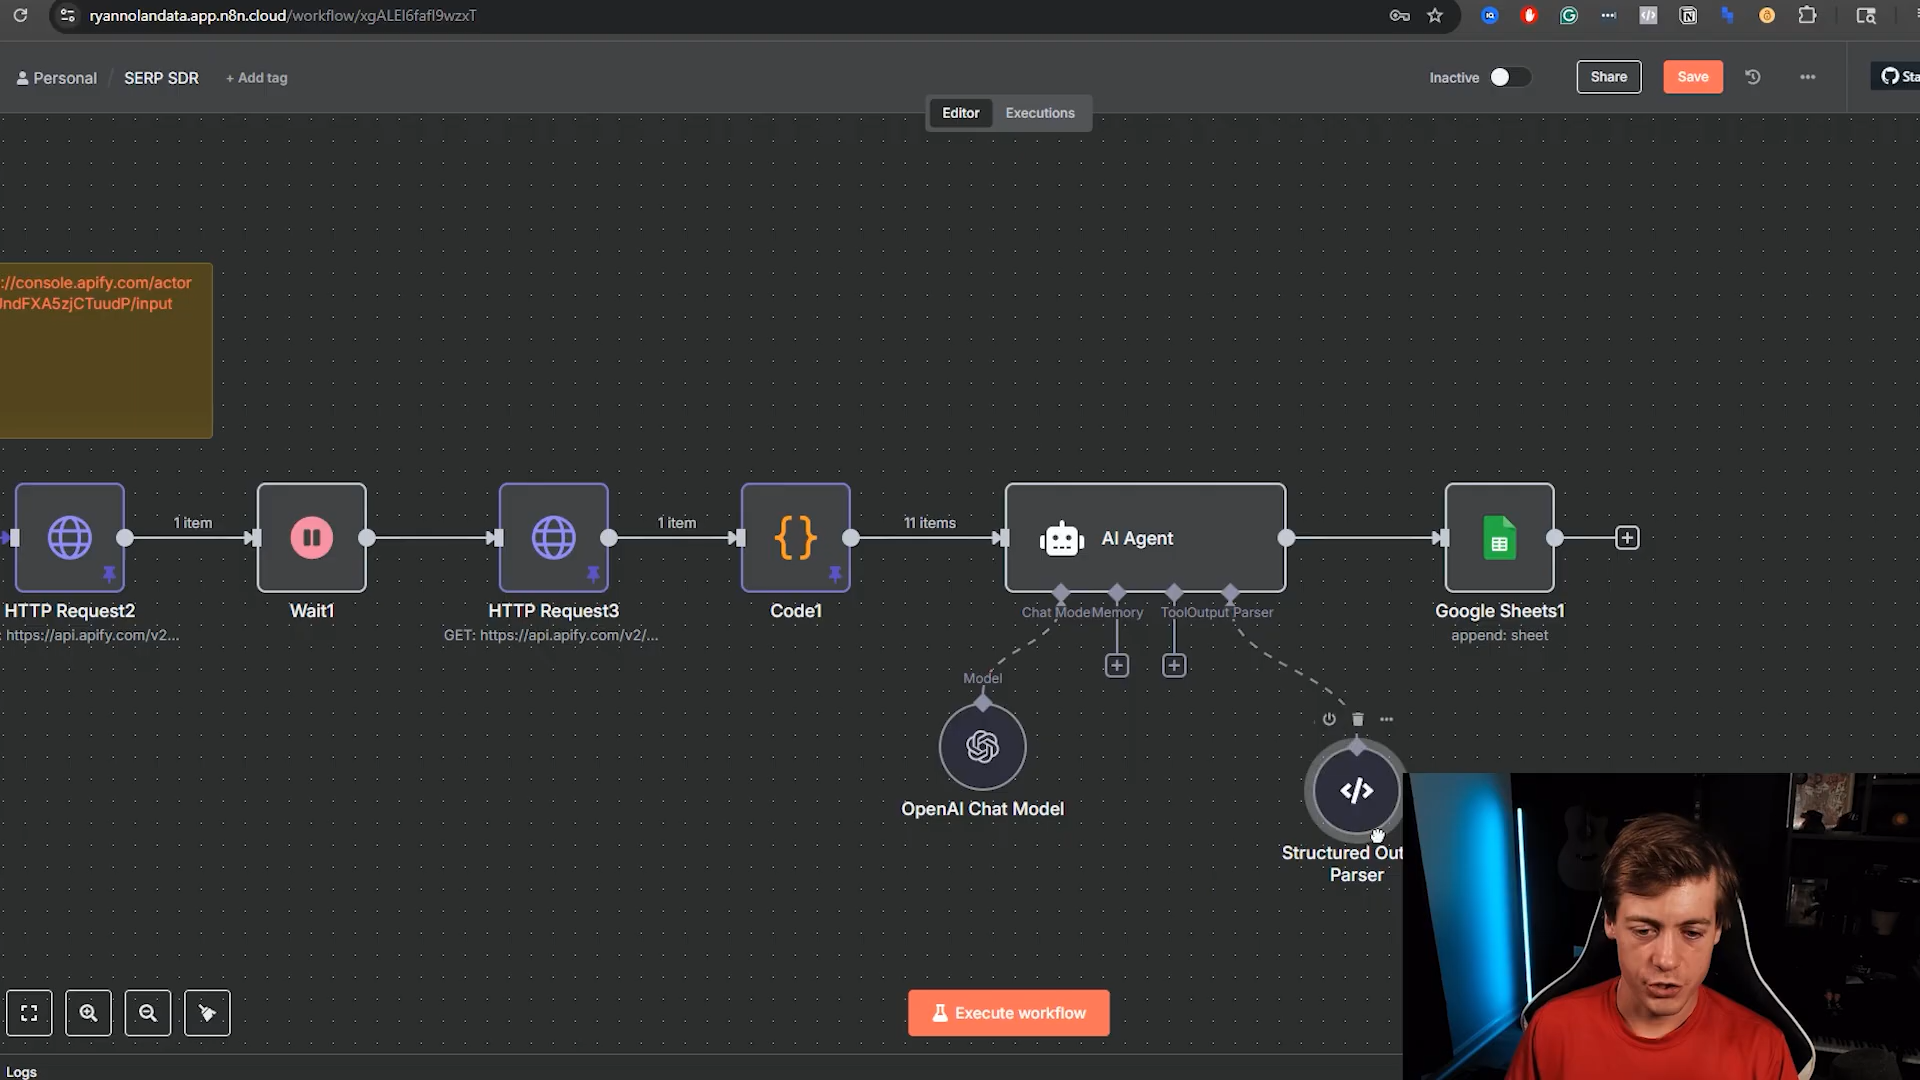 ryannolandata.app.n8n.cloud/workflow/xgALEI6fafI9wzxT
Personal / SERP SDR + Add tag
Inactive
Share
Save
Sta
Editor
Executions
://console.apify.com/actor
JndFXA5zjCTuudP/input
1 item
1 item
11 items
AI Agent
HTTP Request2
: https://api.apify.com/v2...
Wait1
HTTP Request3
GET: https://api.apify.com/v2/...
Code1
Chat Mode
Memory
Tool
Output Parser
Google Sheets1
append: sheet
Model
OpenAI Chat Model
Structured Out
Parser
Execute workflow
Logs